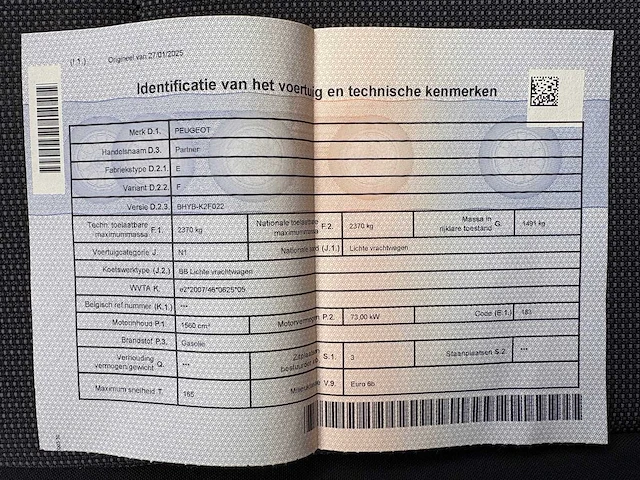 (I 1.) Origineel van 27/01/2025
Identificatie van het voertuig en technische kenmerken
Merk D.1. PEUGEOT
Handelsnaam D.3. Partner
Fabriekstype D.2.1. E
Variant D.2.2. F
Versie D.2.3. BHYB-K2F022
Techn. toelaatbare maximummassa F.1. 2370 kg Nationale toelaatbare maximummassa F.2. 2370 kg Massa in rijklare toestand G. 1491 kg
Voertuigcategorie J. N1 Nationale (J.1.) Lichte vrachtwagen
Koetswerktype (J.2.) BB Lichte vrachtwagen
WVTA K. e2*2007/46*0625*05
Belgisch ref.nummer (K.1.) ***
Motorinhoud P.1. 1560 cm³ Motorvermogen P.2. 73,00 kW Code (E.1.) 183
Brandstof P.3. Gasolie
Verhouding vermogen/gewicht Q. *** S.1. 3 Staanplaatsen S.2. ***
Maximum snelheid T. 165 V.9. Euro 6b